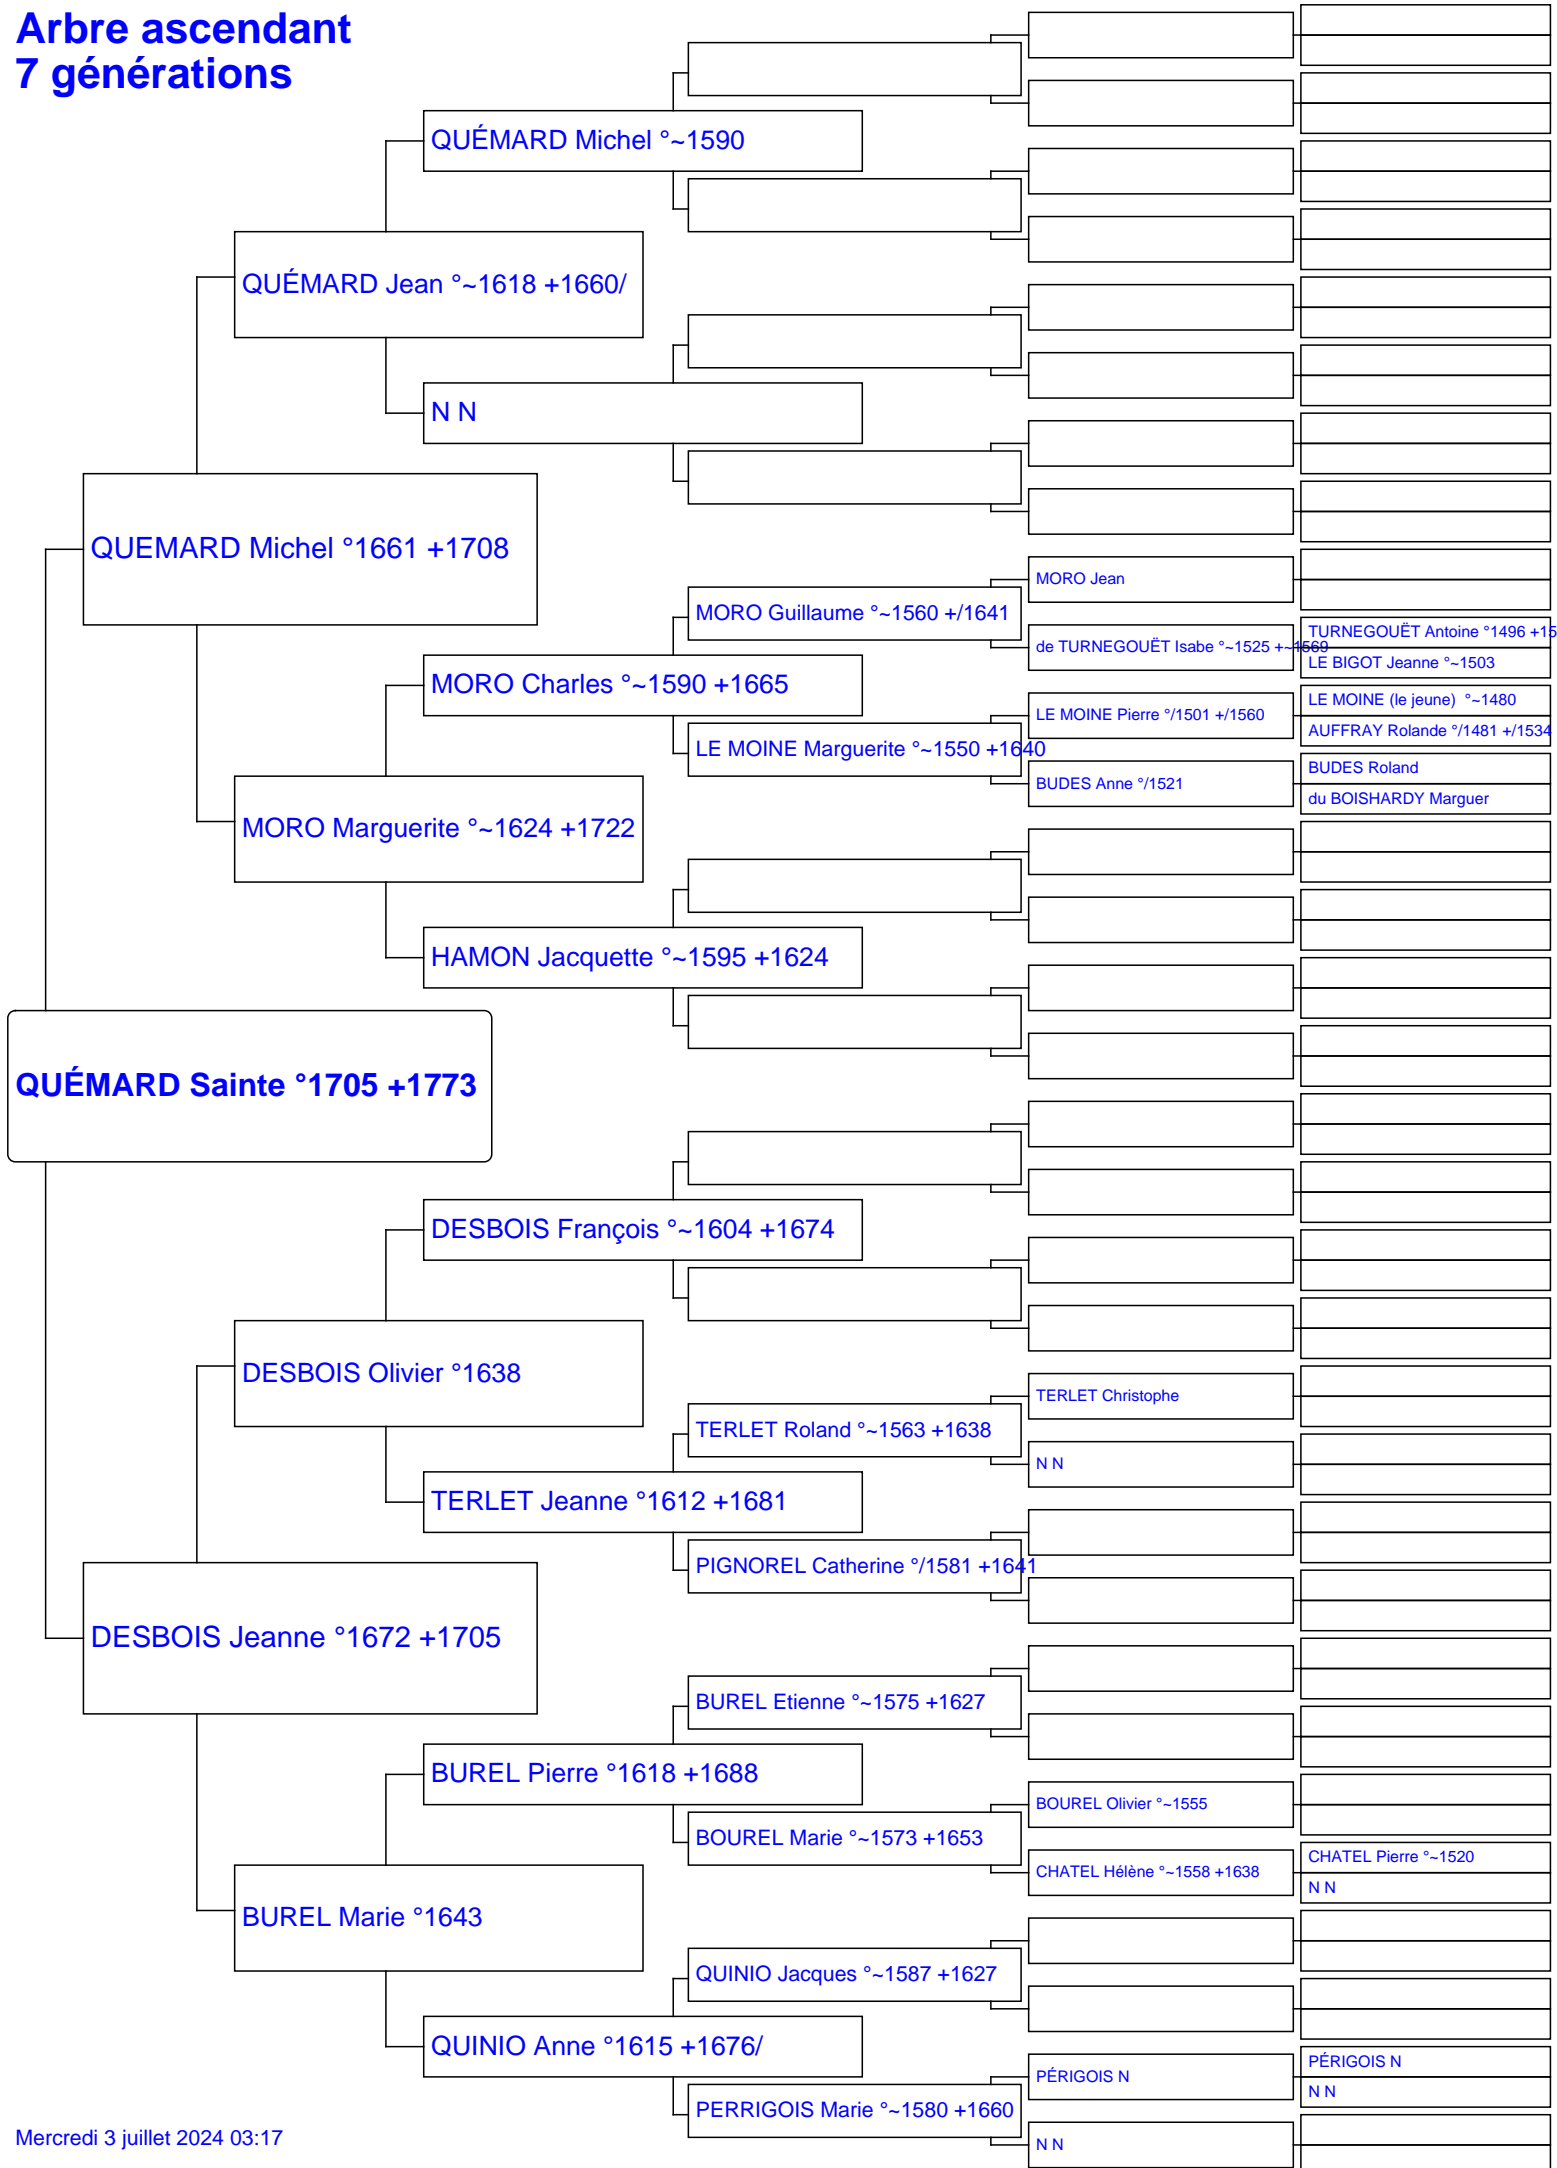 Arbre ascendant
7 générations
QUÉMARD Michel °~1590
QUÉMARD Jean °~1618 +1660/
N N
QUEMARD Michel °1661 +1708
MORO Jean
MORO Guillaume °~1560 +/1641
TURNEGOUËT Antoine °1496 +15
de TURNEGOUËT Isabe °~1525 +~1569
LE BIGOT Jeanne °~1503
MORO Charles °~1590 +1665
LE MOINE (le jeune) °~1480
LE MOINE Pierre °/1501 +/1560
AUFFRAY Rolande °/1481 +/1534
LE MOINE Marguerite °~1550 +1640
BUDES Roland
BUDES Anne °/1521
du BOISHARDY Marguer
MORO Marguerite °~1624 +1722
HAMON Jacquette °~1595 +1624
QUÉMARD Sainte °1705 +1773
DESBOIS François °~1604 +1674
DESBOIS Olivier °1638
TERLET Christophe
TERLET Roland °~1563 +1638
N N
TERLET Jeanne °1612 +1681
PIGNOREL Catherine °/1581 +1641
DESBOIS Jeanne °1672 +1705
BUREL Etienne °~1575 +1627
BUREL Pierre °1618 +1688
BOUREL Olivier °~1555
BOUREL Marie °~1573 +1653
CHATEL Pierre °~1520
CHATEL Hélène °~1558 +1638
N N
BUREL Marie °1643
QUINIO Jacques °~1587 +1627
QUINIO Anne °1615 +1676/
PÉRIGOIS N
PÉRIGOIS N
N N
PERRIGOIS Marie °~1580 +1660
N N
Mercredi 3 juillet 2024 03:17